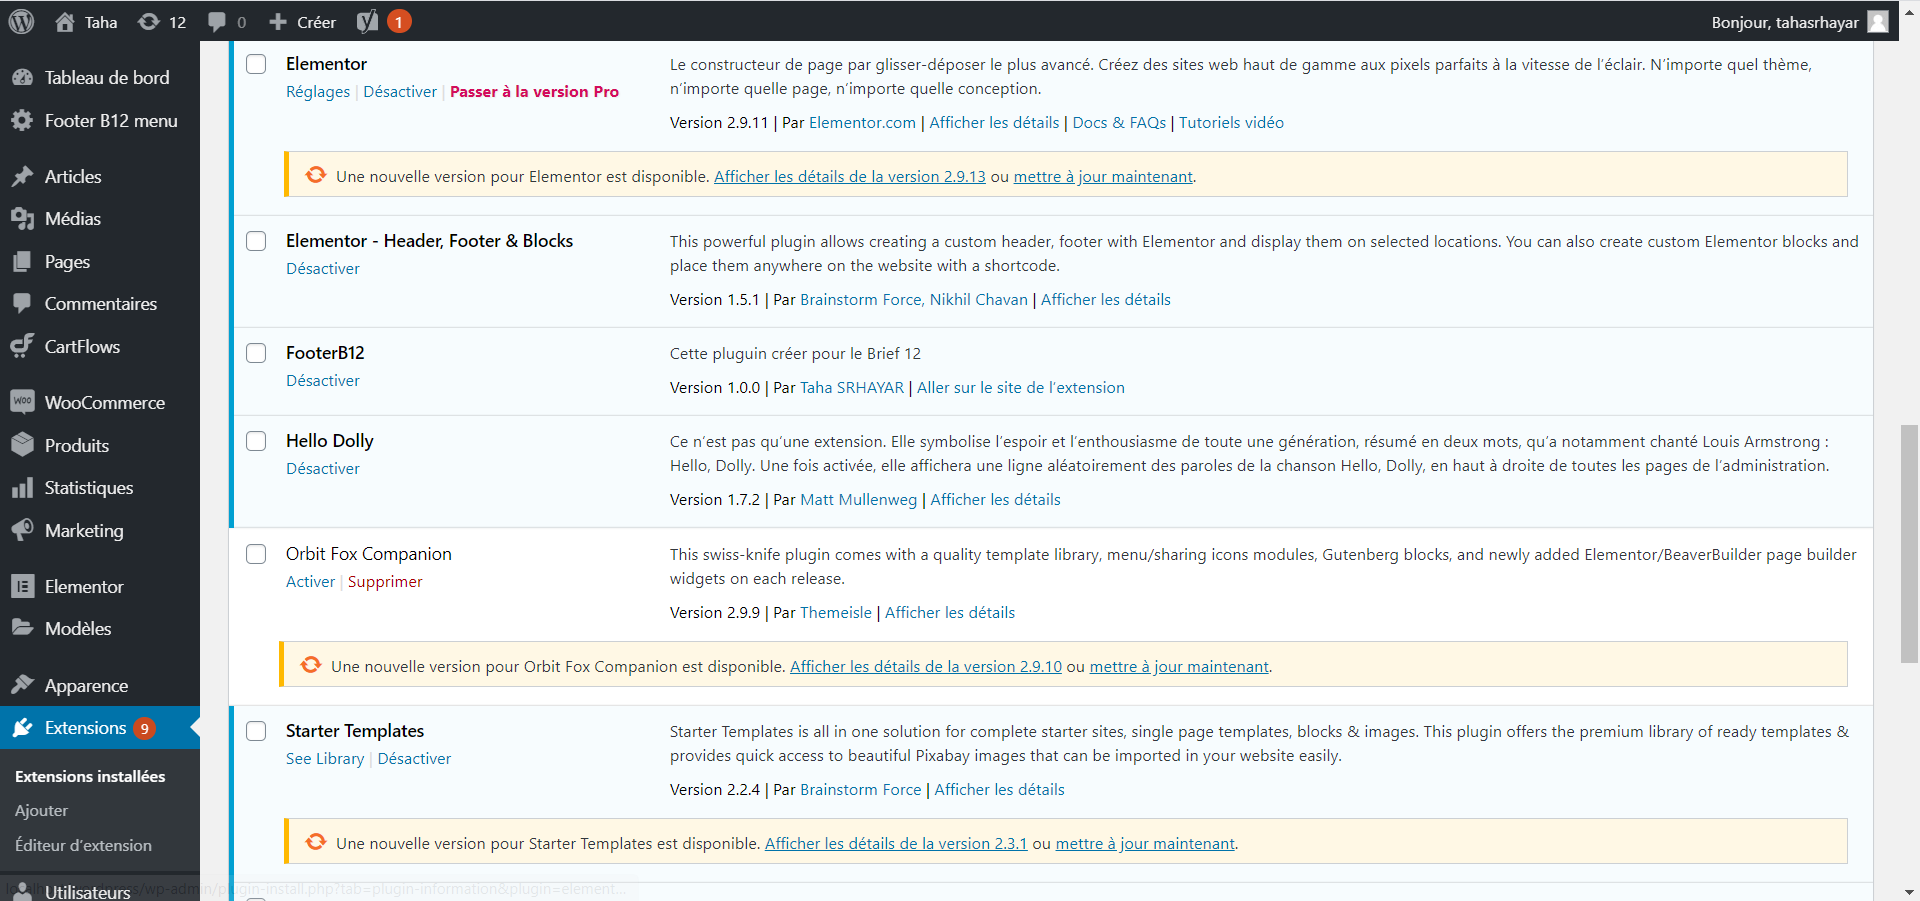 Taha 12 0 Créer 1 Bonjour, tahasrhayar
Tableau de bord
Footer B12 menu
Articles
Médias
Pages
Commentaires
CartFlows
WOO WooCommerce
Produits
Statistiques
Marketing
Elementor
Modèles
Apparence
Extensions 9
Extensions installées
Ajouter
Éditeur d'extension
Utilisateurs
Elementor
Réglages | Désactiver | Passer à la version Pro
Le constructeur de page par glisser-déposer le plus avancé. Créez des sites web haut de gamme aux pixels parfaits à la vitesse de l'éclair. N'importe quel thème,
n'importe quelle page, n'importe quelle conception.
Version 2.9.11 | Par Elementor.com | Afficher les détails | Docs & FAQs | Tutoriels vidéo
Une nouvelle version pour Elementor est disponible. Afficher les détails de la version 2.9.13 ou mettre à jour maintenant.
Elementor - Header, Footer & Blocks
Désactiver
This powerful plugin allows creating a custom header, footer with Elementor and display them on selected locations. You can also create custom Elementor blocks and
place them anywhere on the website with a shortcode.
Version 1.5.1 | Par Brainstorm Force, Nikhil Chavan | Afficher les détails
FooterB12
Désactiver
Cette pluguin créer pour le Brief 12
Version 1.0.0 | Par Taha SRHAYAR | Aller sur le site de l'extension
Hello Dolly
Désactiver
Ce n'est pas qu'une extension. Elle symbolise l'espoir et l'enthousiasme de toute une génération, résumé en deux mots, qu'a notamment chanté Louis Armstrong :
Hello, Dolly. Une fois activée, elle affichera une ligne aléatoirement des paroles de la chanson Hello, Dolly, en haut à droite de toutes les pages de l'administration.
Version 1.7.2 | Par Matt Mullenweg | Afficher les détails
Orbit Fox Companion
Activer | Supprimer
This swiss-knife plugin comes with a quality template library, menu/sharing icons modules, Gutenberg blocks, and newly added Elementor/BeaverBuilder page builder
widgets on each release.
Version 2.9.9 | Par Themeisle | Afficher les détails
Une nouvelle version pour Orbit Fox Companion est disponible. Afficher les détails de la version 2.9.10 ou mettre à jour maintenant.
Starter Templates
See Library | Désactiver
Starter Templates is all in one solution for complete starter sites, single page templates, blocks & images. This plugin offers the premium library of ready templates &
provides quick access to beautiful Pixabay images that can be imported in your website easily.
Version 2.2.4 | Par Brainstorm Force | Afficher les détails
Une nouvelle version pour Starter Templates est disponible. Afficher les détails de la version 2.3.1 ou mettre à jour maintenant.
/wp-admin/plugin-install.php?tab=plugin-information&plugin=element...